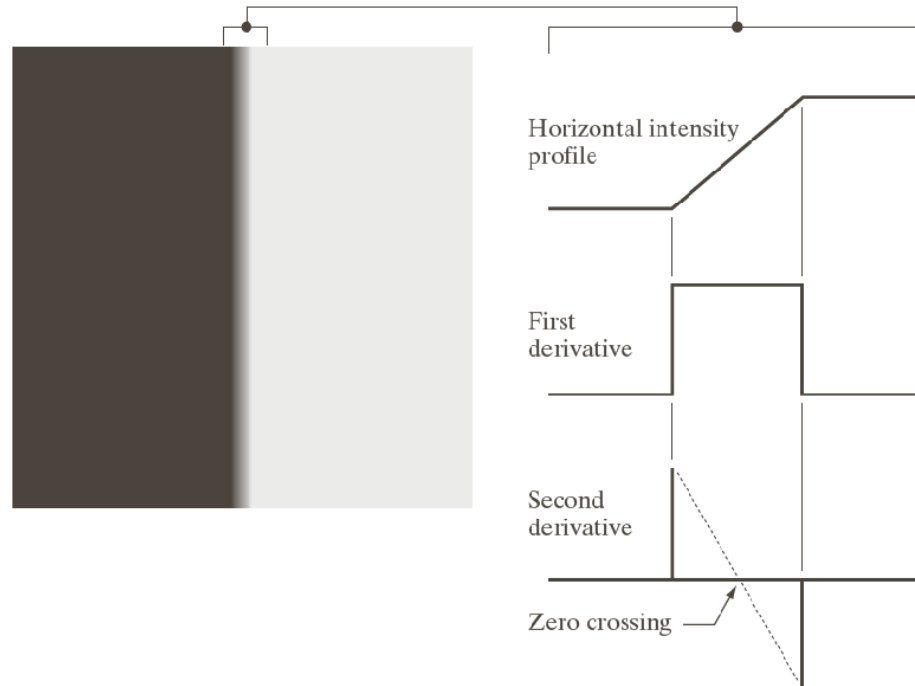 Horizontal intensity
profile
First
derivative
Second
derivative
Zero crossing